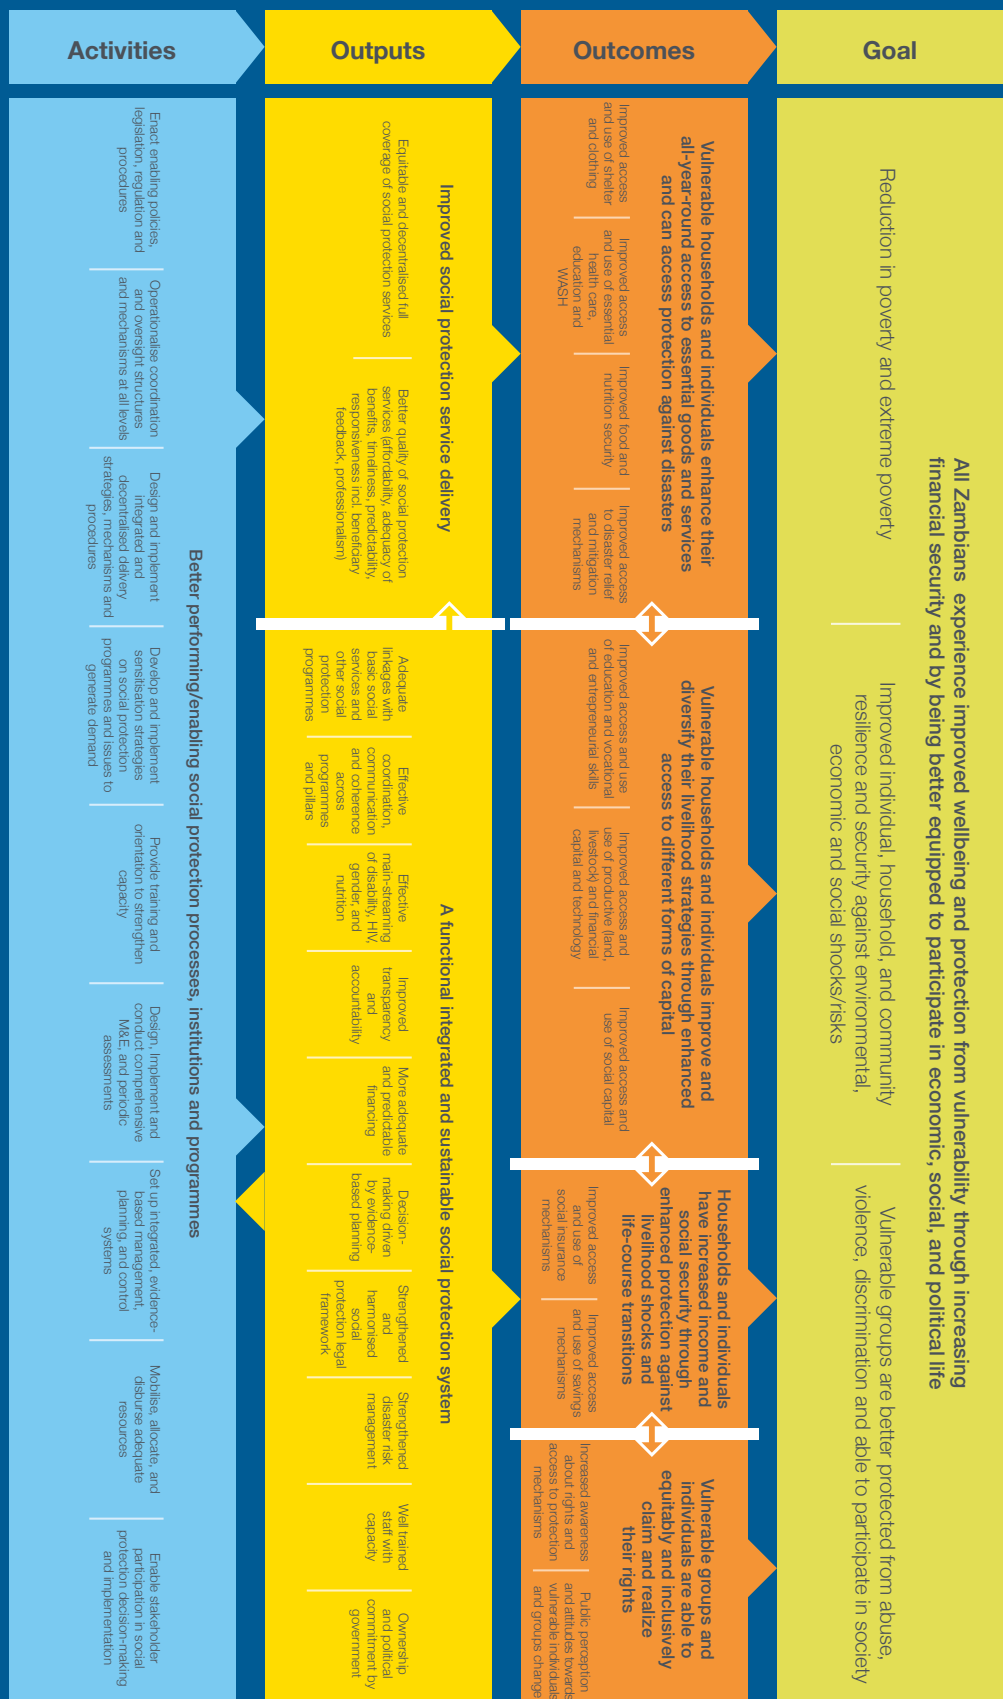 Activities
Outputs
Outcomes
Goal
All Zambians experience improved wellbeing and protection from vulnerability through increasing
financial security and by being better equipped to participate in economic, social, and political life
Reduction in poverty and extreme poverty
Improved individual, household, and community
resilience and security against environmental,
economic and social shocks/risks
Vulnerable groups are better protected from abuse,
violence, discrimination and able to participate in society
Vulnerable households and individuals enhance their
all-year-round access to essential goods and services
and can access protection against disasters
Improved access
and use of shelter
and clothing
Improved access
and use of essential
health care,
education and
WASH
Improved food and
nutrition security
Improved access
to disaster relief
and mitigation
mechanisms
Vulnerable households and individuals improve and
diversify their livelihood strategies through enhanced
access to different forms of capital
Improved access and use
of education and vocational
and entrepreneurial skills
Improved access and
use of productive (land,
livestock) and financial
capital and technology
Improved access and
use of social capital
Households and individuals
have increased income and
social security through
enhanced protection against
livelihood shocks and
life-course transitions
Improved access
and use of
social insurance
mechanisms
Improved access
and use of savings
mechanisms
Vulnerable groups and
individuals are able to
equitably and inclusively
claim and realize
their rights
Increased awareness
about rights and
access to protection
mechanisms
Public perception
and attitudes towards
vulnerable individuals
and groups change
Improved social protection service delivery
Equitable and decentralised full
coverage of social protection services
Better quality of social protection
services (affordability, adequacy of
benefits, timeliness, predictability,
responsiveness incl. beneficiary
feedback, professionalism)
A functional integrated and sustainable social protection system
Adequate
linkages with
basic social
services and
other social
protection
programmes
Effective
coordination,
communication
and coherence
across
programmes
and pillars
Effective
main-streaming
of disability, HIV,
gender, and
nutrition
Improved
transparency
and
accountability
More adequate
and predictable
financing
Decision-
making driven
by evidence-
based planning
Strengthened
and
harmonised
social
protection legal
framework
Strengthened
disaster risk
management
Well trained
staff with
capacity
Ownership
and political
commitment by
government
Better performing/enabling social protection processes, institutions and programmes
Enact enabling policies,
legislation, regulation and
procedures
Operationalise coordination
and oversight structures
and mechanisms at all levels
Design and implement
integrated and
decentralised delivery
strategies, mechanisms and
procedures
Develop and implement
sensitisation strategies
on social protection
programmes and issues to
generate demand
Provide training and
orientation to strengthen
capacity
Design, Implement and
conduct comprehensive
M&E, and periodic
assessments
Set up integrated, evidence-
based management,
planning, and control
systems
Mobilise, allocate, and
disburse adequate
resources
Enable stakeholder
participation in social
protection decision-making
and implementation